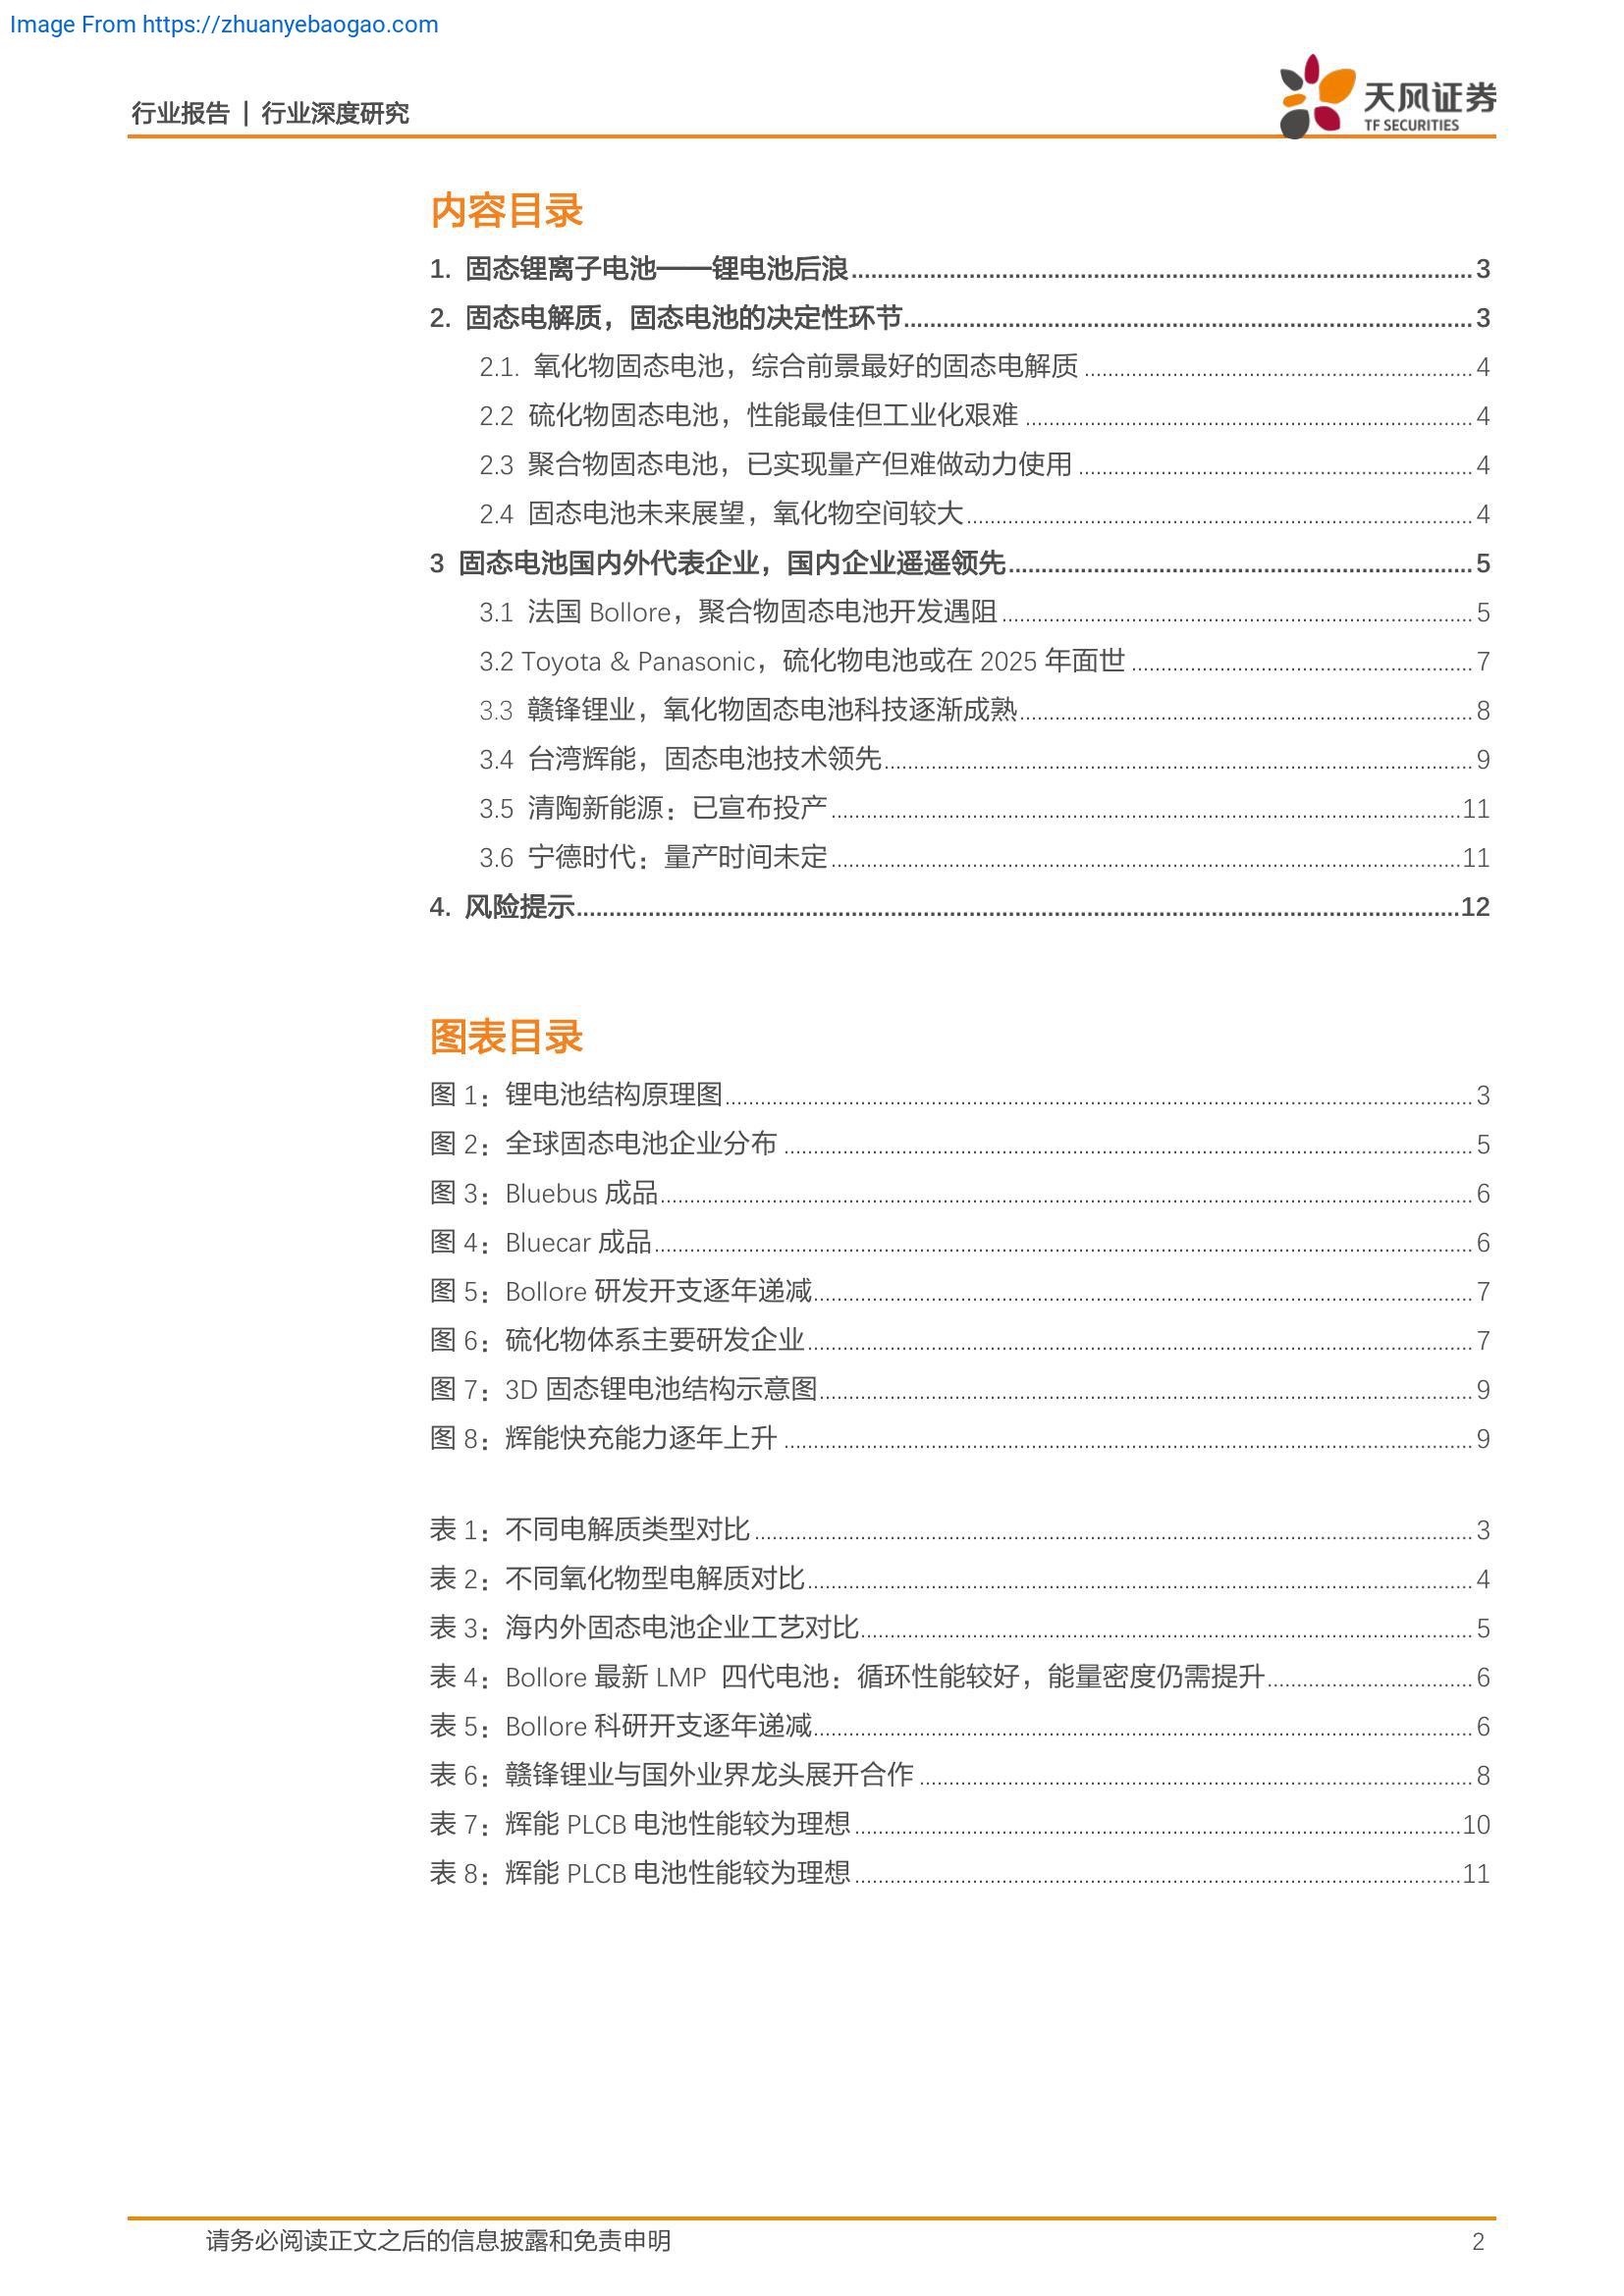 Image From https://zhuanyebaogao.com
行业报告 | 行业深度研究
天风证券
TF SECURITIES
内容目录
1. 固态锂离子电池——锂电池后浪 3
2. 固态电解质，固态电池的决定性环节 3
2.1. 氧化物固态电池，综合前景最好的固态电解质 4
2.2 硫化物固态电池，性能最佳但工业化艰难 4
2.3 聚合物固态电池，已实现量产但难做动力使用 4
2.4 固态电池未来展望，氧化物空间较大 4
3 固态电池国内外代表企业，国内企业遥遥领先 5
3.1 法国 Bollore，聚合物固态电池开发遇阻 5
3.2 Toyota & Panasonic，硫化物电池或在 2025 年面世 7
3.3 赣锋锂业，氧化物固态电池科技逐渐成熟 8
3.4 台湾辉能，固态电池技术领先 9
3.5 清陶新能源：已宣布投产 11
3.6 宁德时代：量产时间未定 11
4. 风险提示 12
图表目录
图 1：锂电池结构原理图 3
图 2：全球固态电池企业分布 5
图 3：Bluebus 成品 6
图 4：Bluecar 成品 6
图 5：Bollore 研发开支逐年递减 7
图 6：硫化物体系主要研发企业 7
图 7：3D 固态锂电池结构示意图 9
图 8：辉能快充能力逐年上升 9
表 1：不同电解质类型对比 3
表 2：不同氧化物型电解质对比 4
表 3：海内外固态电池企业工艺对比 5
表 4：Bollore 最新 LMP 四代电池：循环性能较好，能量密度仍需提升 6
表 5：Bollore 科研开支逐年递减 6
表 6：赣锋锂业与国外业界龙头展开合作 8
表 7：辉能 PLCB 电池性能较为理想 10
表 8：辉能 PLCB 电池性能较为理想 11
请务必阅读正文之后的信息披露和免责申明 2